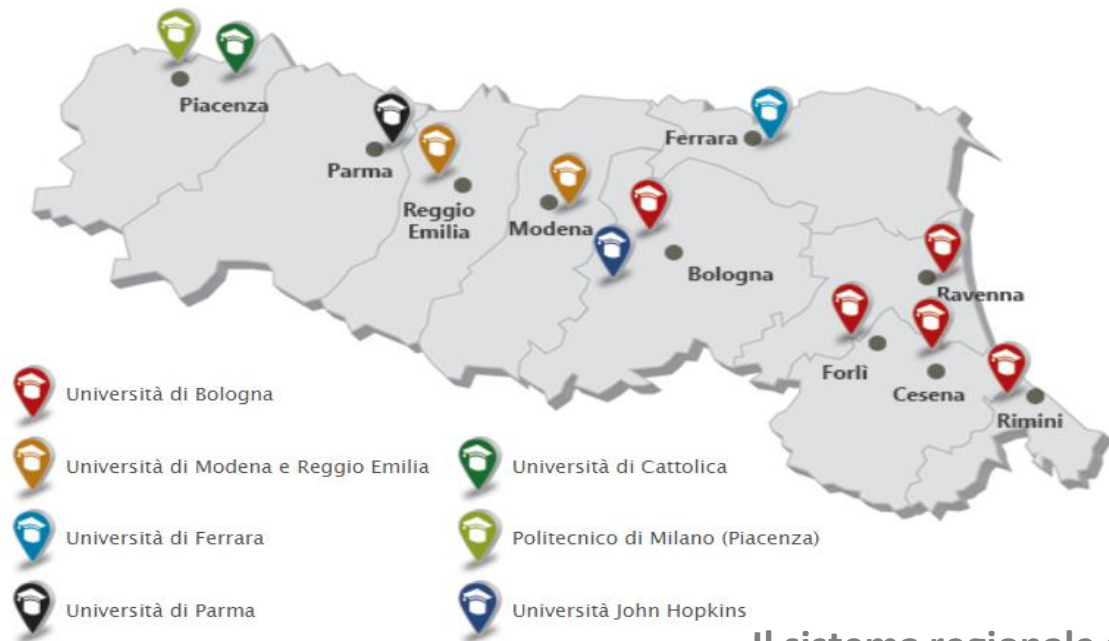 Piacenza
Ferrara
Parma
Reggio
Emilia
Modena
Bologna
Ravenna
Forlì
Cesena
Rimini
Università di Bologna
Università di Modena e Reggio Emilia
Università di Ferrara
Università di Parma
Università di Cattolica
Politecnico di Milano (Piacenza)
Università John Hopkins
Il sistema regionale